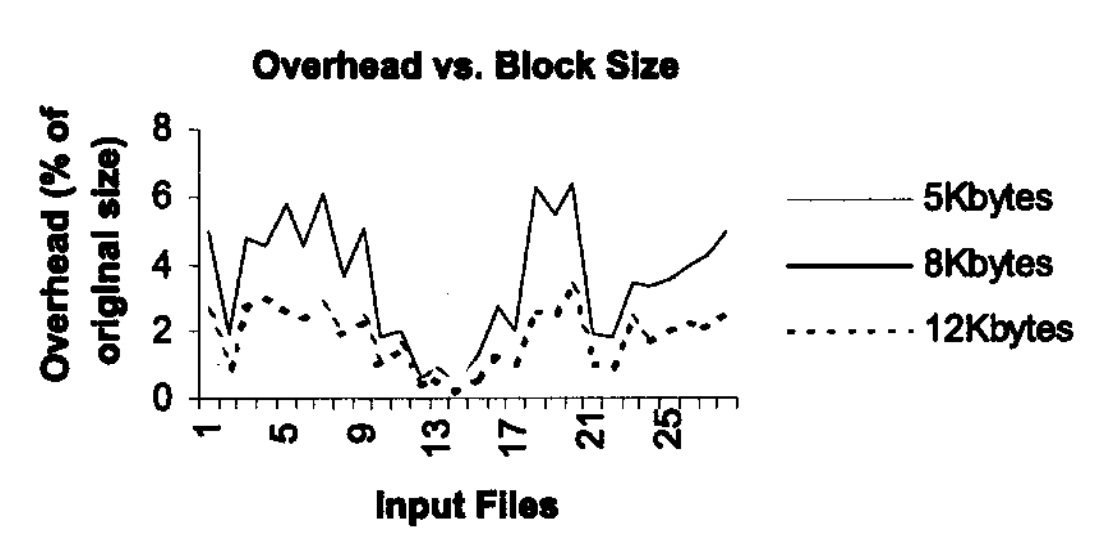 Overhead vs. Block Size
Overhead (% of
original size)
8
6
4
2
0
1
5
9
13
17
21
25
Input Files
5Kbytes
8Kbytes
12Kbytes